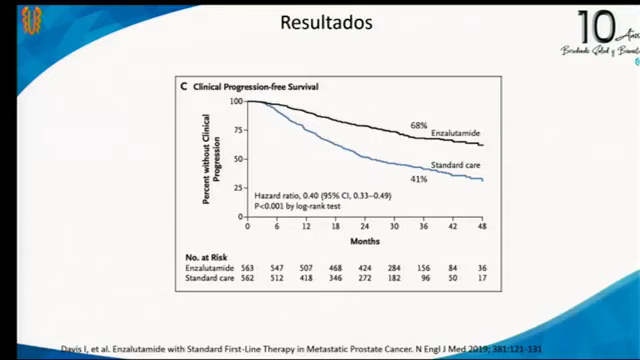 Resultados
10 Años
Brindando Salud y Bienestar
C Clinical Progression-free Survival
Percent without Clinical
Progression
100
75
50
25
0
68%
Enzalutamide
Standard care
41%
Hazard ratio, 0.40 (95% CI, 0.33–0.49)
P<0.001 by log-rank test
0 6 12 18 24 30 36 42 48
Months
No. at Risk
Enzalutamide 563 547 507 468 424 284 156 84 36
Standard care 562 512 418 346 272 182 96 50 17
Davis I, et al. Enzalutamide with Standard First-Line Therapy in Metastatic Prostate Cancer. N Engl J Med 2019; 381:121-131